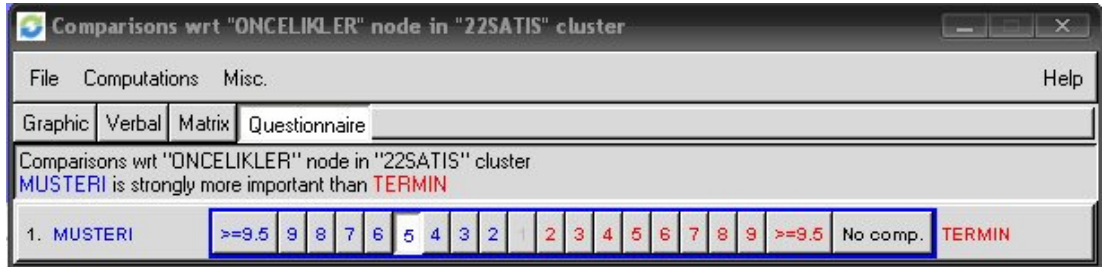 Comparisons wrt "ONCELIKLER" node in "22SATIS" cluster
File Computations Misc. Help
Graphic Verbal Matrix Questionnaire
Comparisons wrt "ONCELIKLER" node in "22SATIS" cluster
MUSTERI is strongly more important than TERMIN
1. MUSTERI >=9.5 9 8 7 6 5 4 3 2 1 2 3 4 5 6 7 8 9 >=9.5 No comp. TERMIN